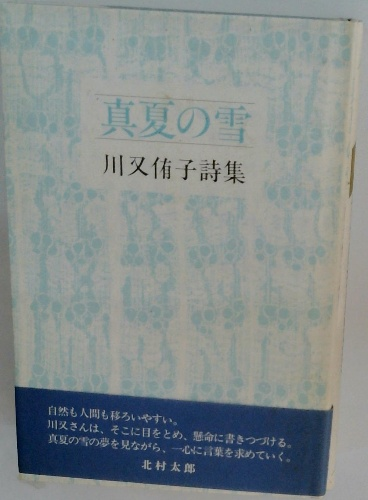 真夏の雪
川又侑子詩集
自然も人間も移ろいやすい。
川又さんは、そこに目をとめ、懸命に書きつづける。
真夏の雪の夢を見ながら、一心に言葉を求めていく。
北村太郎